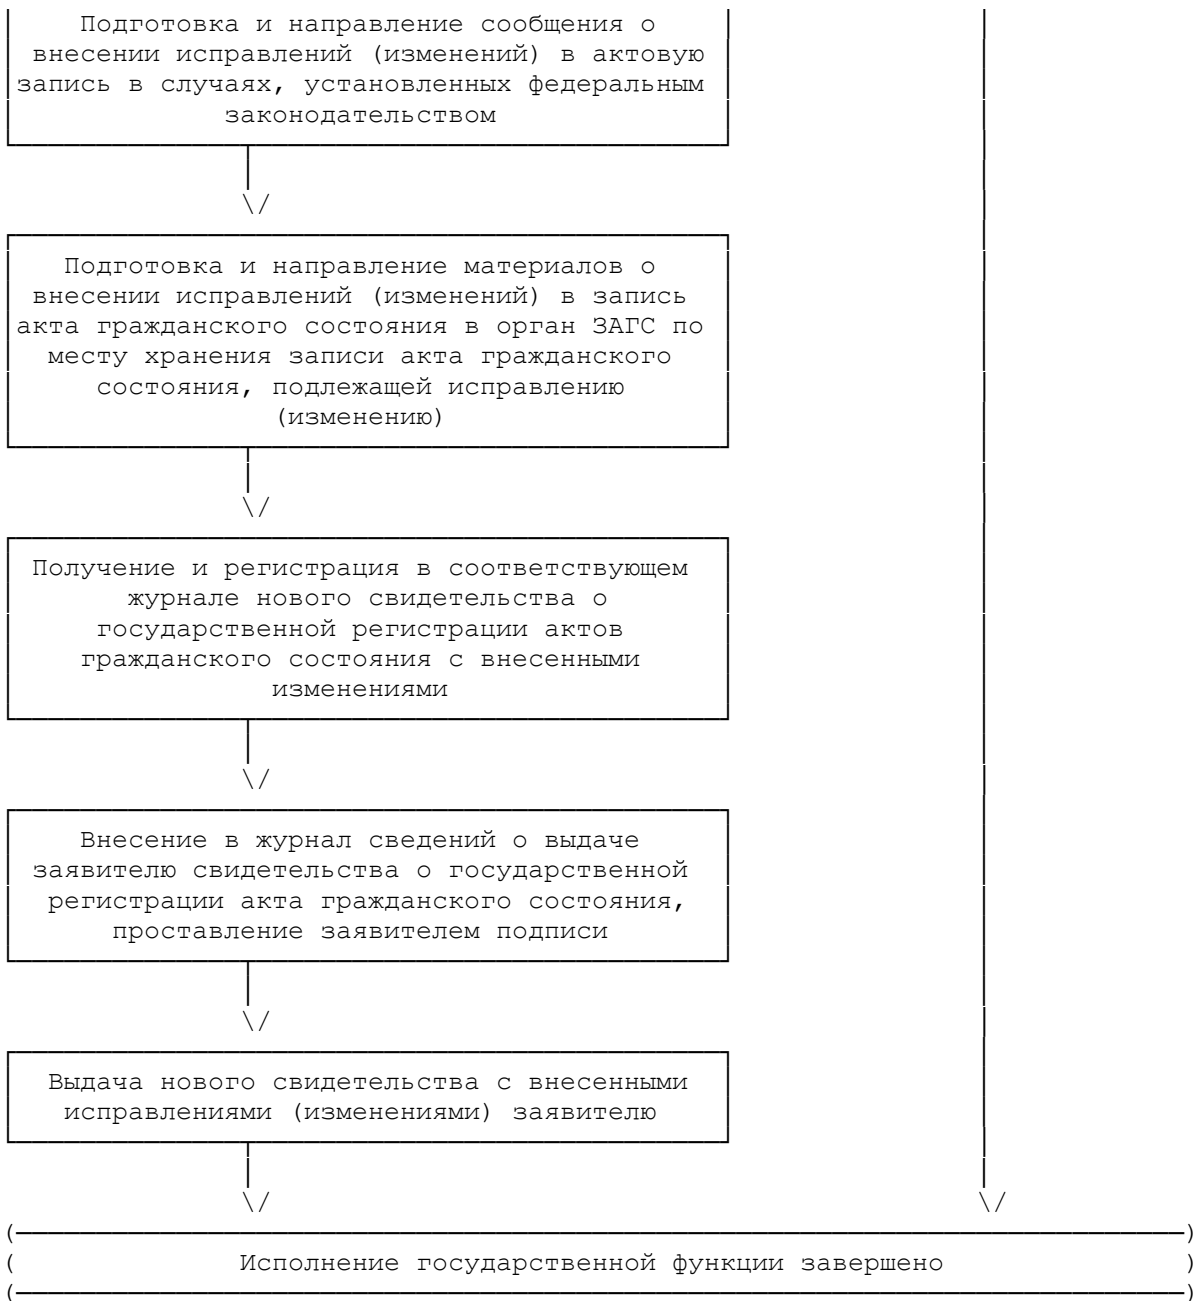 Подготовка и направление сообщения о
внесении исправлений (изменений) в актовую
запись в случаях, установленных федеральным
законодательством
Подготовка и направление материалов о
внесении исправлений (изменений) в запись
акта гражданского состояния в орган ЗАГС по
месту хранения записи акта гражданского
состояния, подлежащей исправлению
(изменению)
Получение и регистрация в соответствующем
журнале нового свидетельства о
государственной регистрации актов
гражданского состояния с внесенными
изменениями
Внесение в журнал сведений о выдаче
заявителю свидетельства о государственной
регистрации акта гражданского состояния,
проставление заявителем подписи
Выдача нового свидетельства с внесенными
исправлениями (изменениями) заявителю
Исполнение государственной функции завершено